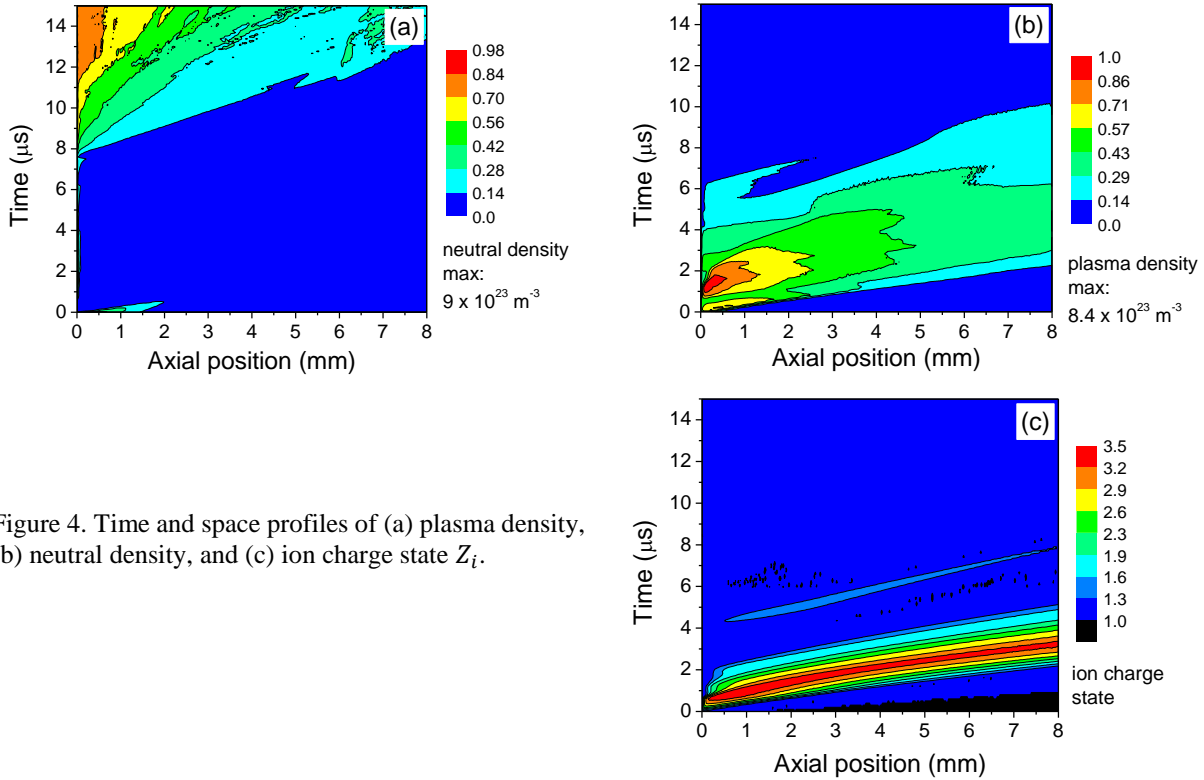 (a)
14
12
10
8
6
4
2
0
Time (μs)
0 1 2 3 4 5 6 7 8
Axial position (mm)
0.98
0.84
0.70
0.56
0.42
0.28
0.14
0.0
neutral density
max:
9 x 10²³ m⁻³
(b)
14
12
10
8
6
4
2
0
Time (μs)
0 1 2 3 4 5 6 7 8
Axial position (mm)
1.0
0.86
0.71
0.57
0.43
0.29
0.14
0.0
plasma density
max:
8.4 x 10²³ m⁻³
(c)
14
12
10
8
6
4
2
0
Time (μs)
0 1 2 3 4 5 6 7 8
Axial position (mm)
3.5
3.2
2.9
2.6
2.3
1.9
1.6
1.3
1.0
ion charge
state
Figure 4. Time and space profiles of (a) plasma density,
(b) neutral density, and (c) ion charge state Zᵢ.